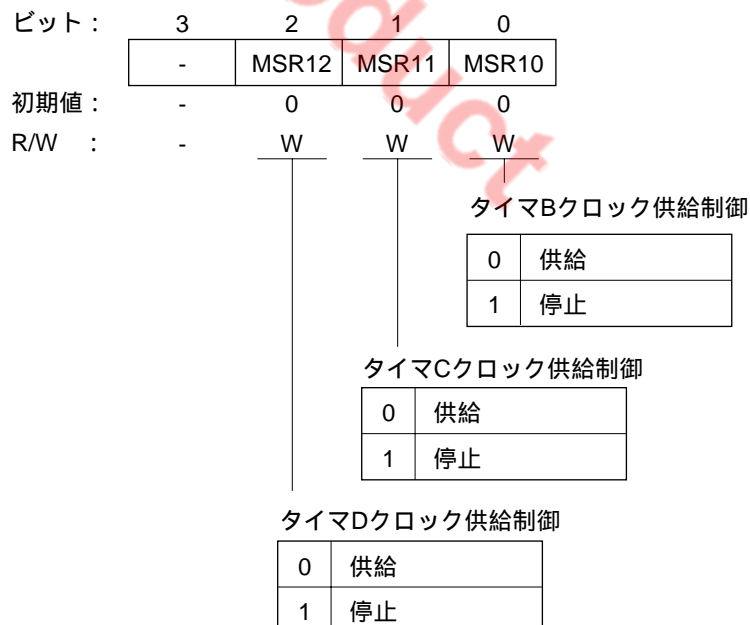 ビット： 3 2 1 0
- MSR12 MSR11 MSR10
初期値： - 0 0 0
R/W ： - W W W
タイマBクロック供給制御
0 供給
1 停止
タイマCクロック供給制御
0 供給
1 停止
タイマDクロック供給制御
0 供給
1 停止
oduct